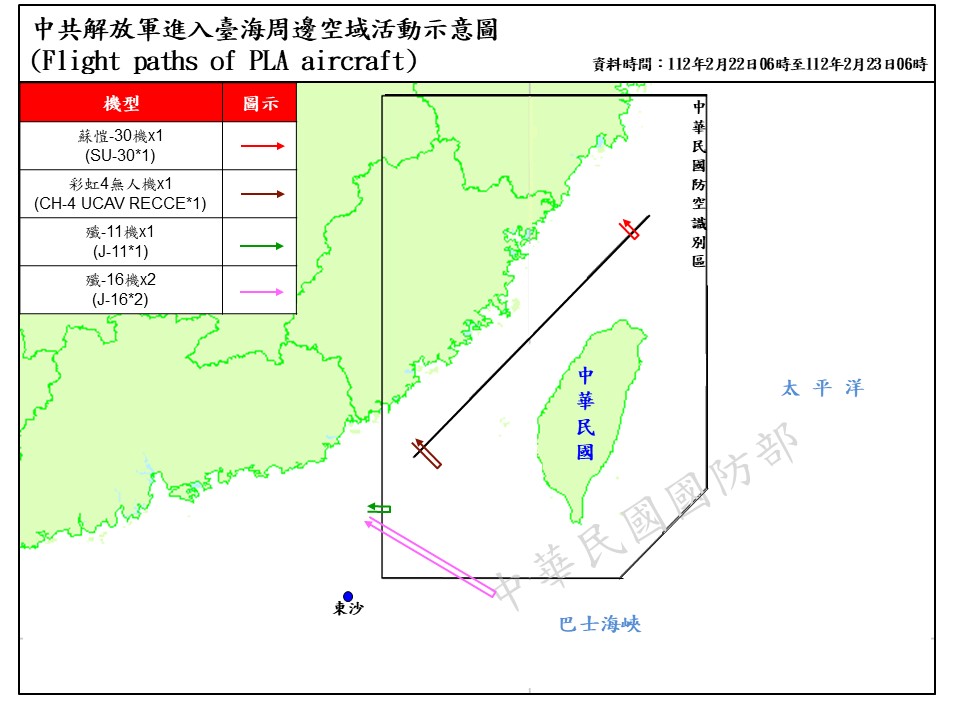 中共解放軍進入臺海周邊空域活動示意圖
(Flight paths of PLA aircraft)
資料時間：112年2月22日06時至112年2月23日06時
機型 圖示
蘇愷-30機x1
(SU-30*1)
彩虹4無人機x1
(CH-4 UCAV RECCE*1)
殲-11機x1
(J-11*1)
殲-16機x2
(J-16*2)
中華民國防空識別區
中華民國
太平洋
中華民國國防部
東沙
巴士海峽